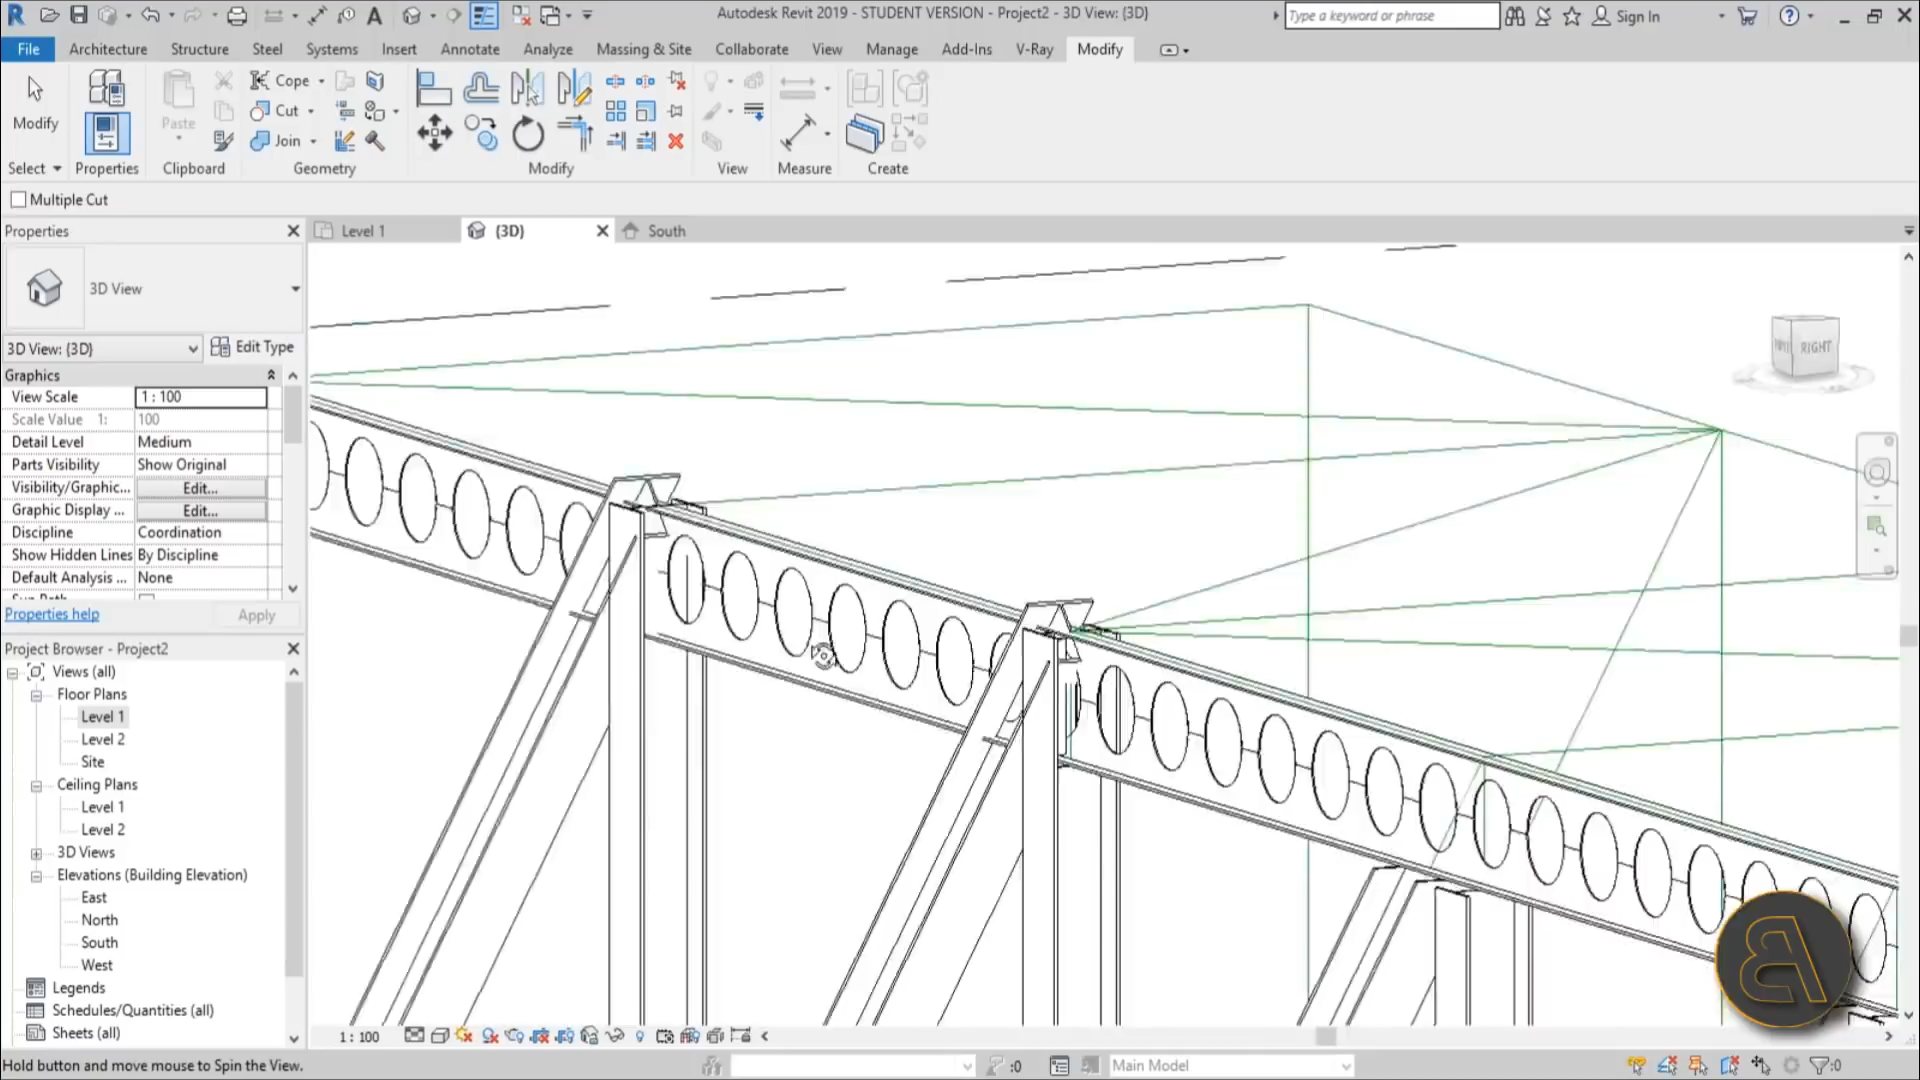 Autodesk Revit 2019 - STUDENT VERSION - Project2 - 3D View: {3D}
Type a keyword or phrase
Sign In
File Architecture Structure Steel Systems Insert Annotate Analyze Massing & Site Collaborate View Manage Add-Ins V-Ray Modify
Modify
Paste
Cope
Cut
Join
Select Properties Clipboard Geometry Modify View Measure Create
Multiple Cut
Properties
Level 1
{3D}
South
3D View
3D View: {3D}
Edit Type
Graphics
View Scale 1 : 100
Scale Value 1: 100
Detail Level Medium
Parts Visibility Show Original
Visibility/Graphic... Edit...
Graphic Display ... Edit...
Discipline Coordination
Show Hidden Lines By Discipline
Default Analysis ... None
Properties help
Apply
Project Browser - Project2
Views (all)
Floor Plans
Level 1
Level 2
Site
Ceiling Plans
Level 1
Level 2
3D Views
Elevations (Building Elevation)
East
North
South
West
Legends
Schedules/Quantities (all)
Sheets (all)
RIGHT
1 : 100
Hold button and move mouse to Spin the View.
:0
Main Model
:0